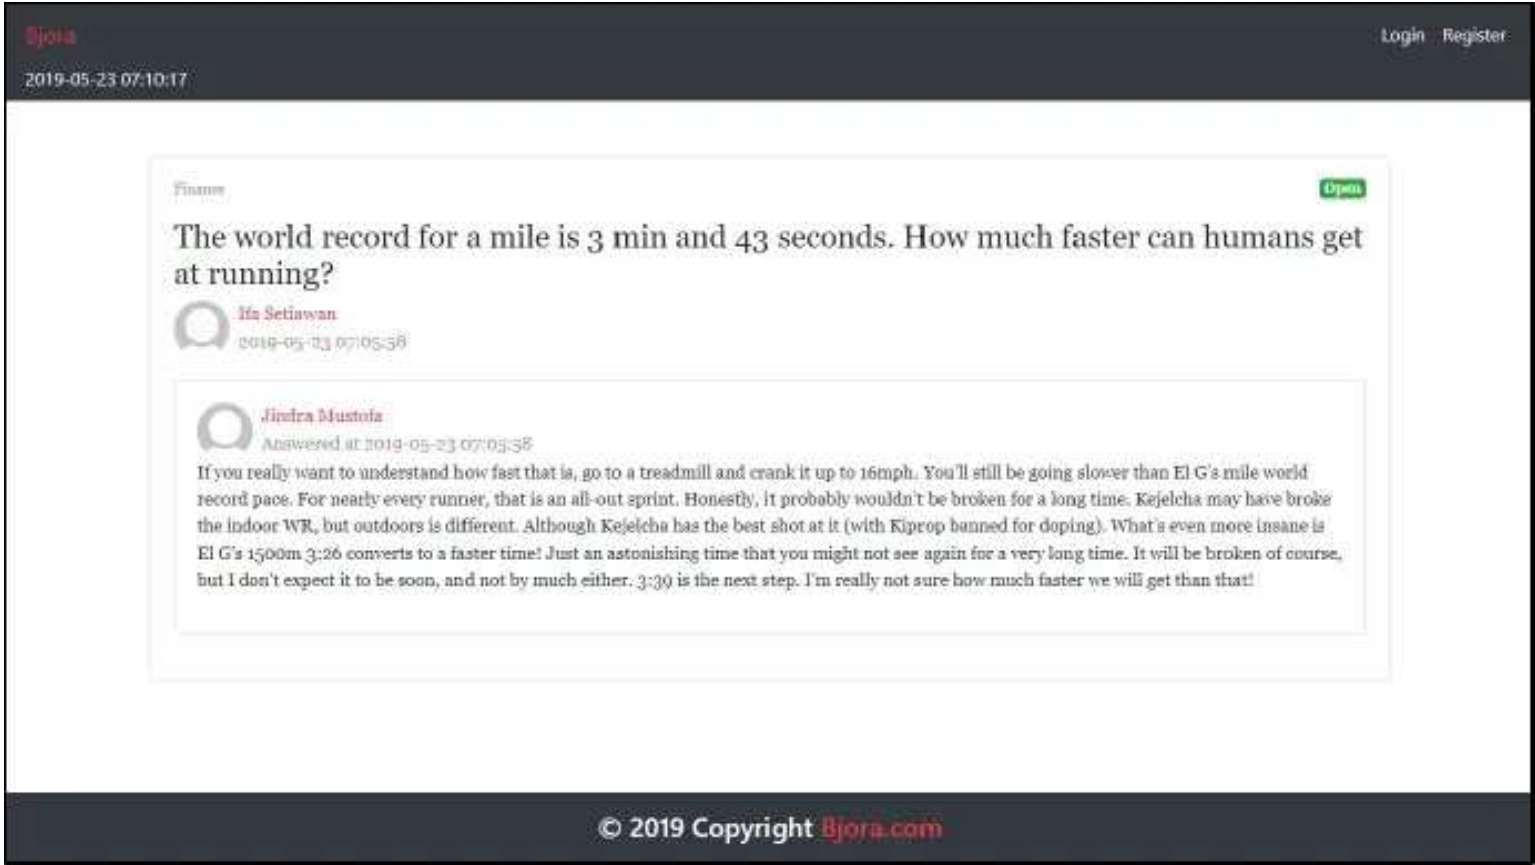 Bjora
Login Register
2019-05-23 07:10:17
Finance
Open
The world record for a mile is 3 min and 43 seconds. How much faster can humans get
at running?
Ifa Setiawan
2019-05-23 07:05:58
Jindra Mustofa
Answered at 2019-05-23 07:05:58
If you really want to understand how fast that is, go to a treadmill and crank it up to 16mph. You'll still be going slower than El G's mile world
record pace. For nearly every runner, that is an all-out sprint. Honestly, it probably wouldn't be broken for a long time. Kejelcha may have broke
the indoor WR, but outdoors is different. Although Kejelcha has the best shot at it (with Kiprop banned for doping). What's even more insane is
El G's 1500m 3:26 converts to a faster time! Just an astonishing time that you might not see again for a very long time. It will be broken of course,
but I don't expect it to be soon, and not by much either. 3:39 is the next step. I'm really not sure how much faster we will get than that!
© 2019 Copyright Bjora.com